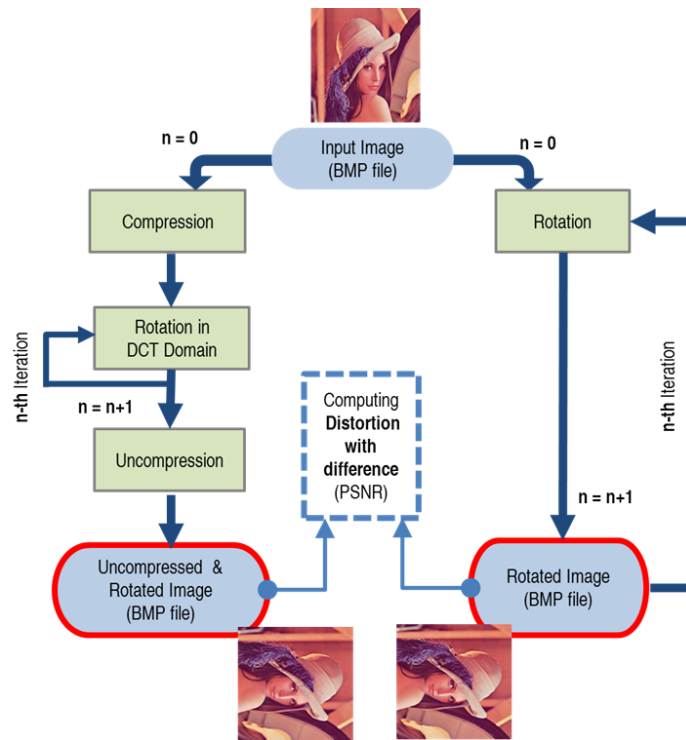 n = 0
Input Image
(BMP file)
n = 0
Compression
Rotation
Rotation in
DCT Domain
n-th Iteration
n = n+1
Uncompression
Computing
Distortion
with
difference
(PSNR)
n-th Iteration
n = n+1
Uncompressed &
Rotated Image
(BMP file)
Rotated Image
(BMP file)